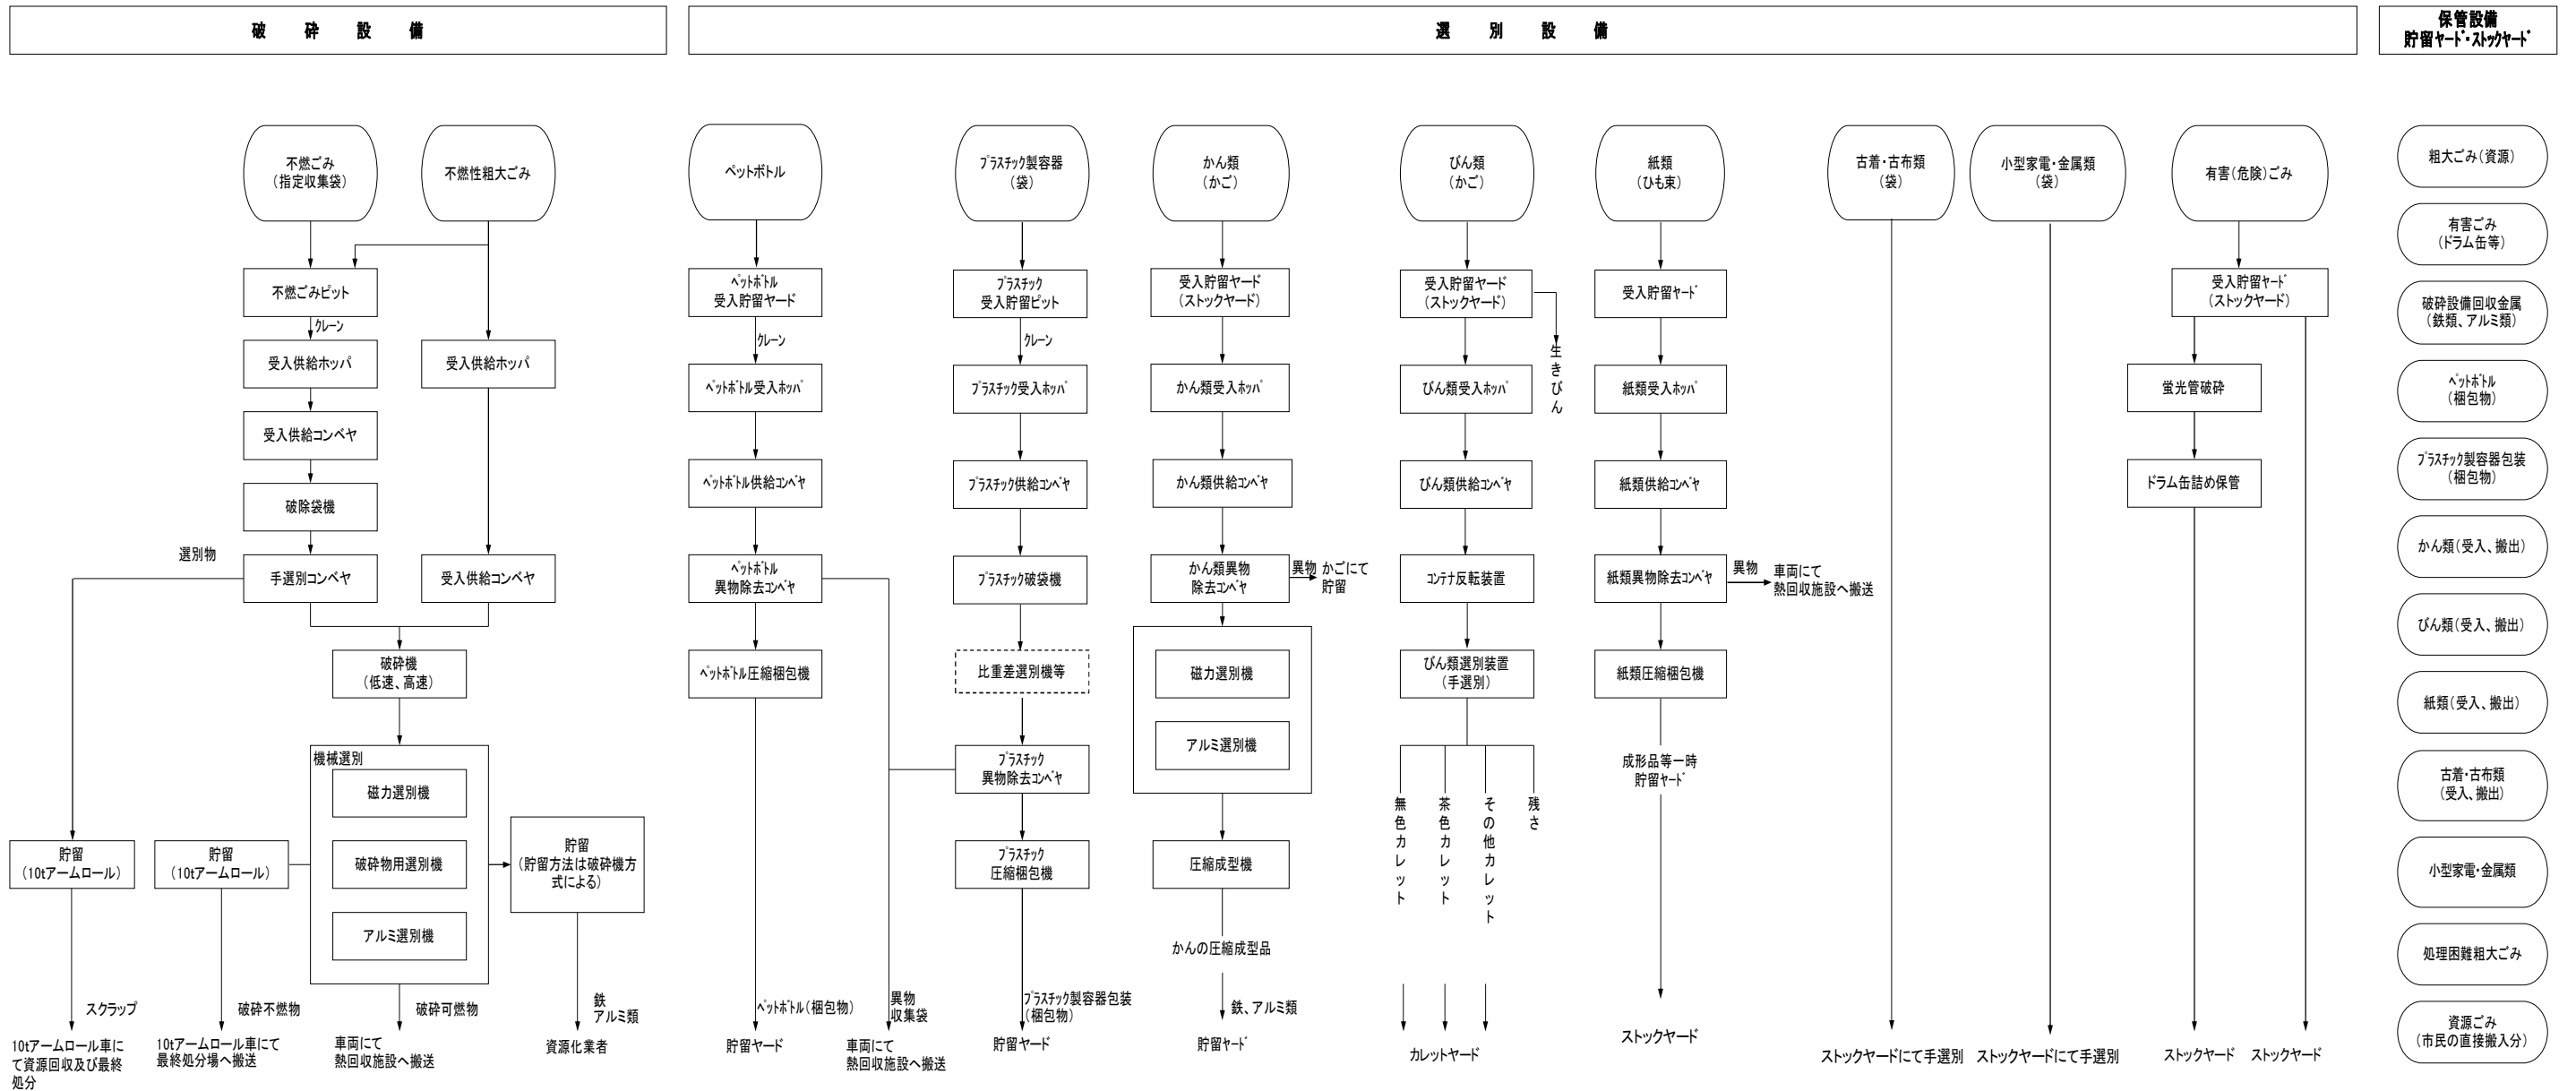 破砕設備
選別設備
保管設備
貯留ヤード・ストックヤード
不燃ごみ
(指定収集袋)
不燃ごみピット
クレーン
受入供給ホッパ
受入供給コンベヤ
破除袋機
手選別コンベヤ
選別物
不燃性粗大ごみ
受入供給ホッパ
受入供給コンベヤ
破砕機
(低速、高速)
機械選別
磁力選別機
破砕物用選別機
アルミ選別機
貯留
(10tアームロール)
スクラップ
10tアームロール車に
て資源回収及び最終
処分
貯留
(10tアームロール)
破砕不燃物
10tアームロール車にて
最終処分場へ搬送
破砕可燃物
車両にて
熱回収施設へ搬送
貯留
(貯留方法は破砕機方
式による)
鉄
アルミ類
資源化業者
ペットボトル
ペットボトル
受入貯留ヤード
クレーン
ペットボトル受入ホッパ
ペットボトル供給コンベヤ
ペットボトル
異物除去コンベヤ
ペットボトル圧縮梱包機
ペットボトル(梱包物)
貯留ヤード
異物
収集袋
車両にて
熱回収施設へ搬送
プラスチック製容器
(袋)
プラスチック
受入貯留ピット
クレーン
プラスチック受入ホッパ
プラスチック供給コンベヤ
プラスチック破袋機
比重差選別機等
プラスチック
異物除去コンベヤ
プラスチック
圧縮梱包機
プラスチック製容器包装
(梱包物)
貯留ヤード
かん類
(かご)
受入貯留ヤード
(ストックヤード)
かん類受入ホッパ
かん類供給コンベヤ
かん類異物
除去コンベヤ
異物
かごにて
貯留
磁力選別機
アルミ選別機
圧縮成型機
かんの圧縮成型品
鉄、アルミ類
貯留ヤード
びん類
(かご)
受入貯留ヤード
(ストックヤード)
生きびん
びん類受入ホッパ
びん類供給コンベヤ
コンテナ反転装置
びん類選別装置
(手選別)
無色カレット
茶色カレット
その他カレット
残さ
カレットヤード
紙類
(ひも束)
受入貯留ヤード
紙類受入ホッパ
紙類供給コンベヤ
紙類異物除去コンベヤ
異物
車両にて
熱回収施設へ搬送
紙類圧縮梱包機
成形品等一時
貯留ヤード
ストックヤード
古着・古布類
(袋)
ストックヤードにて手選別
小型家電・金属類
(袋)
ストックヤードにて手選別
有害(危険)ごみ
受入貯留ヤード
(ストックヤード)
蛍光管破砕
ドラム缶詰め保管
ストックヤード
ストックヤード
粗大ごみ(資源)
有害ごみ
(ドラム缶等)
破砕設備回収金属
(鉄類、アルミ類)
ペットボトル
(梱包物)
プラスチック製容器包装
(梱包物)
かん類(受入、搬出)
びん類(受入、搬出)
紙類(受入、搬出)
古着・古布類
(受入、搬出)
小型家電・金属類
処理困難粗大ごみ
資源ごみ
(市民の直接搬入分)